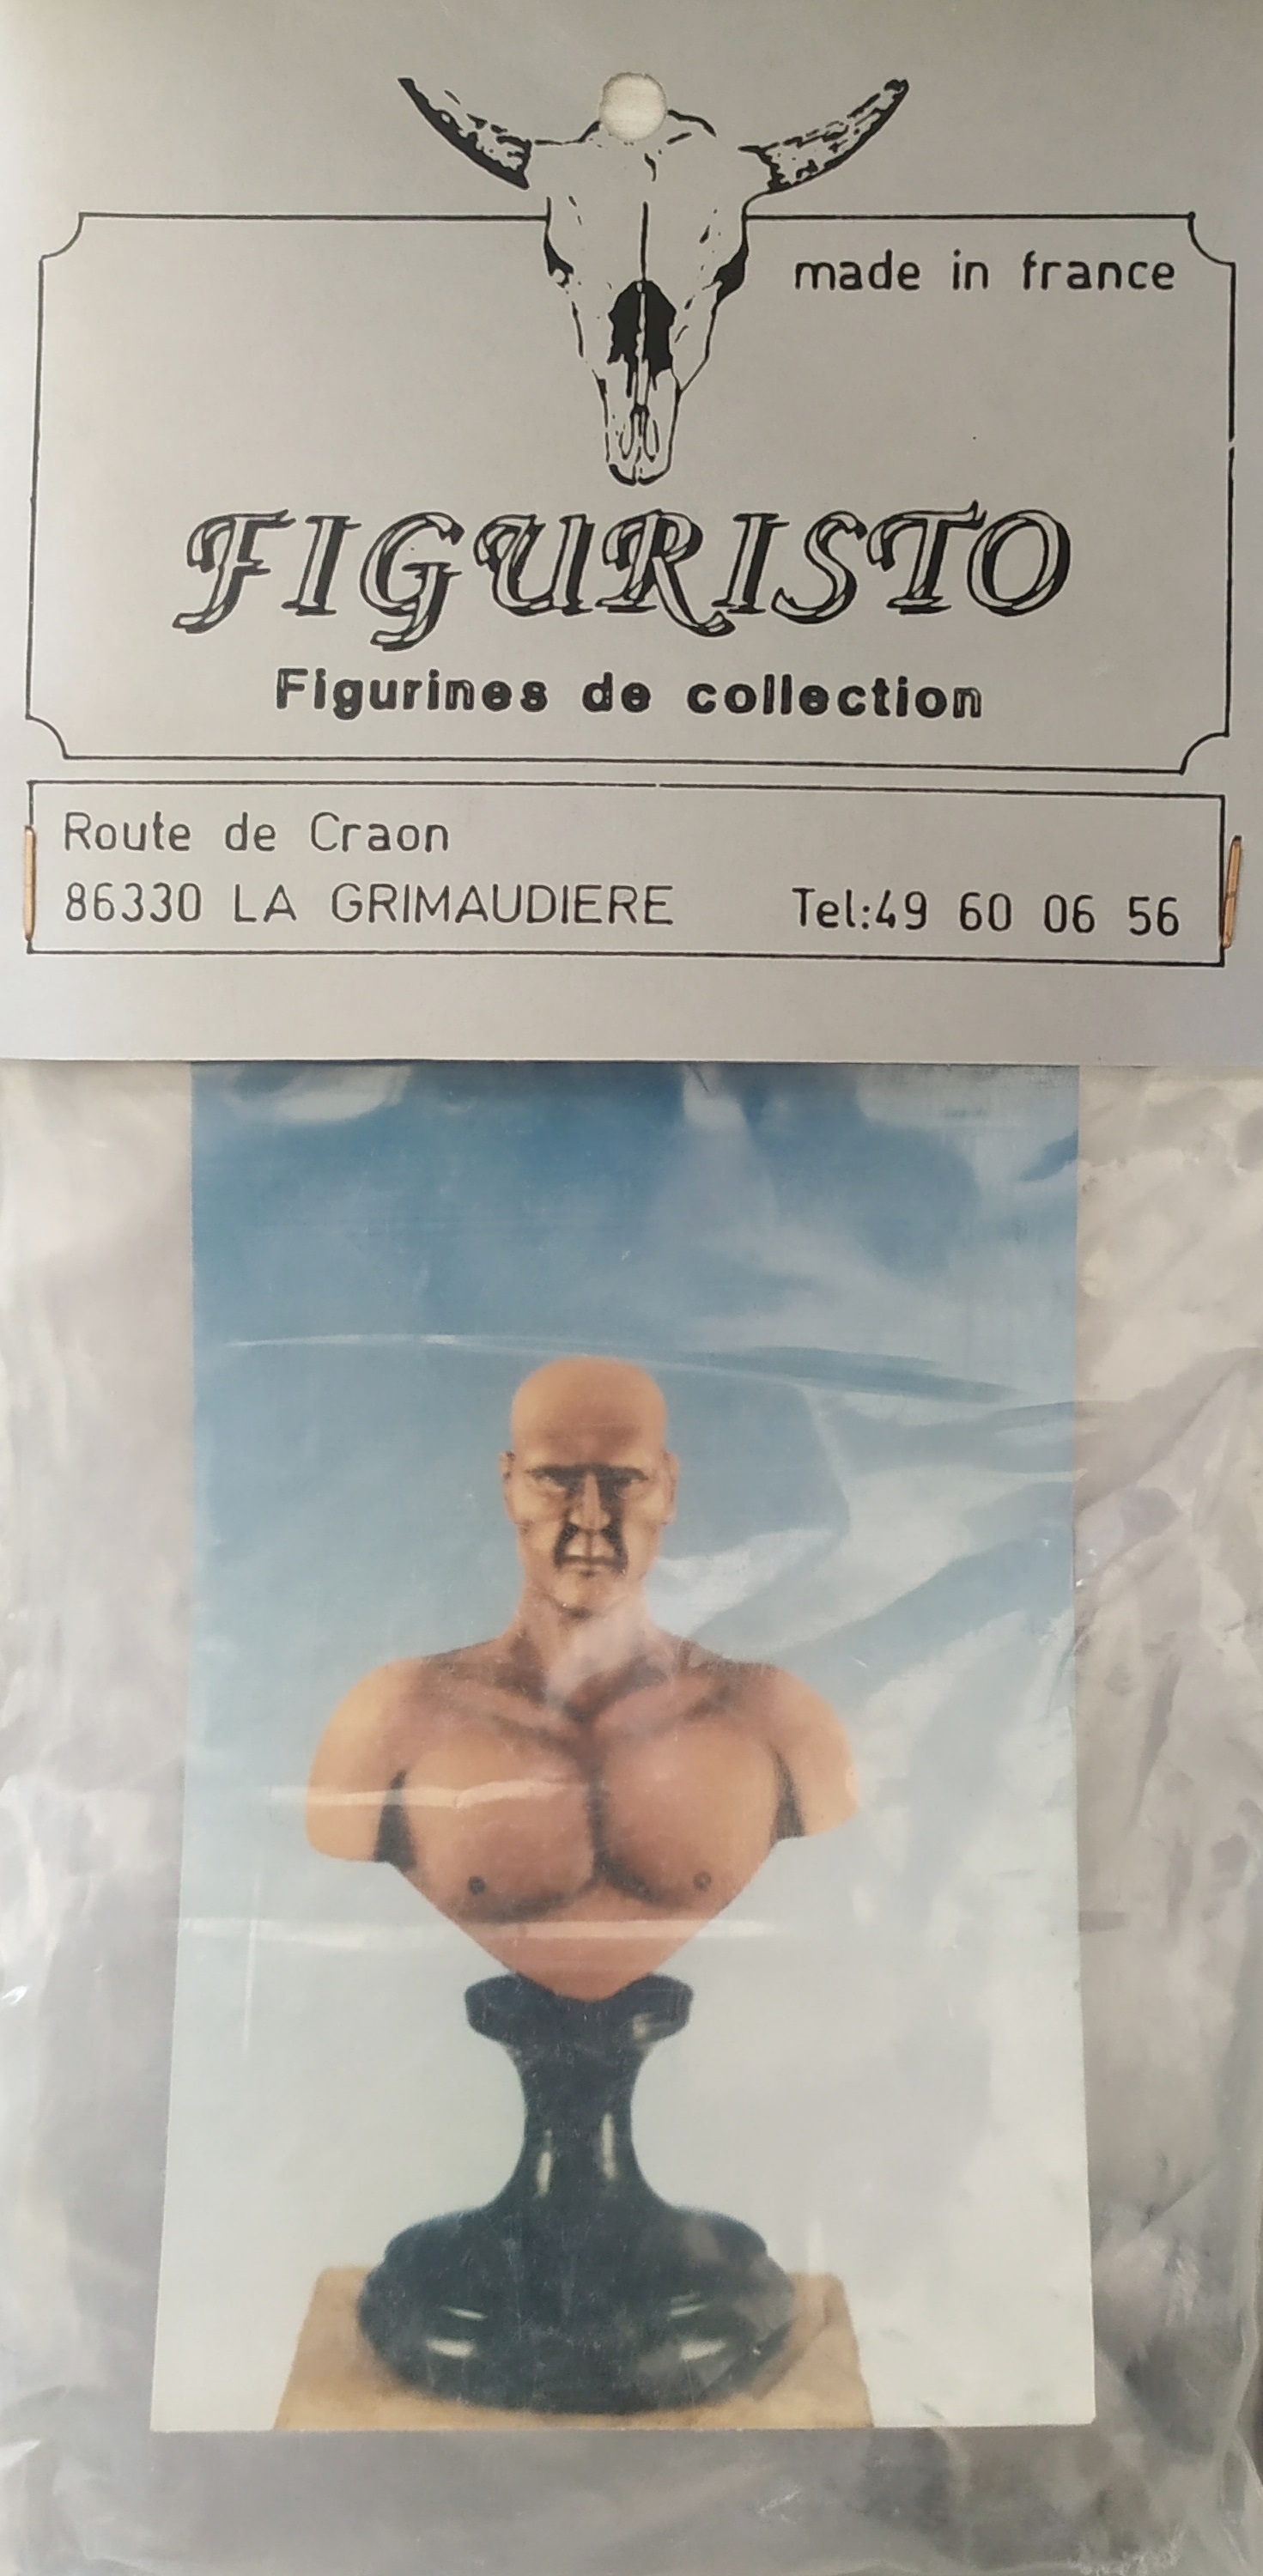 made in france
FIGURISTO
Figurines de collection
Route de Craon
86330 LA GRIMAUDIERE Tel:49 60 06 56